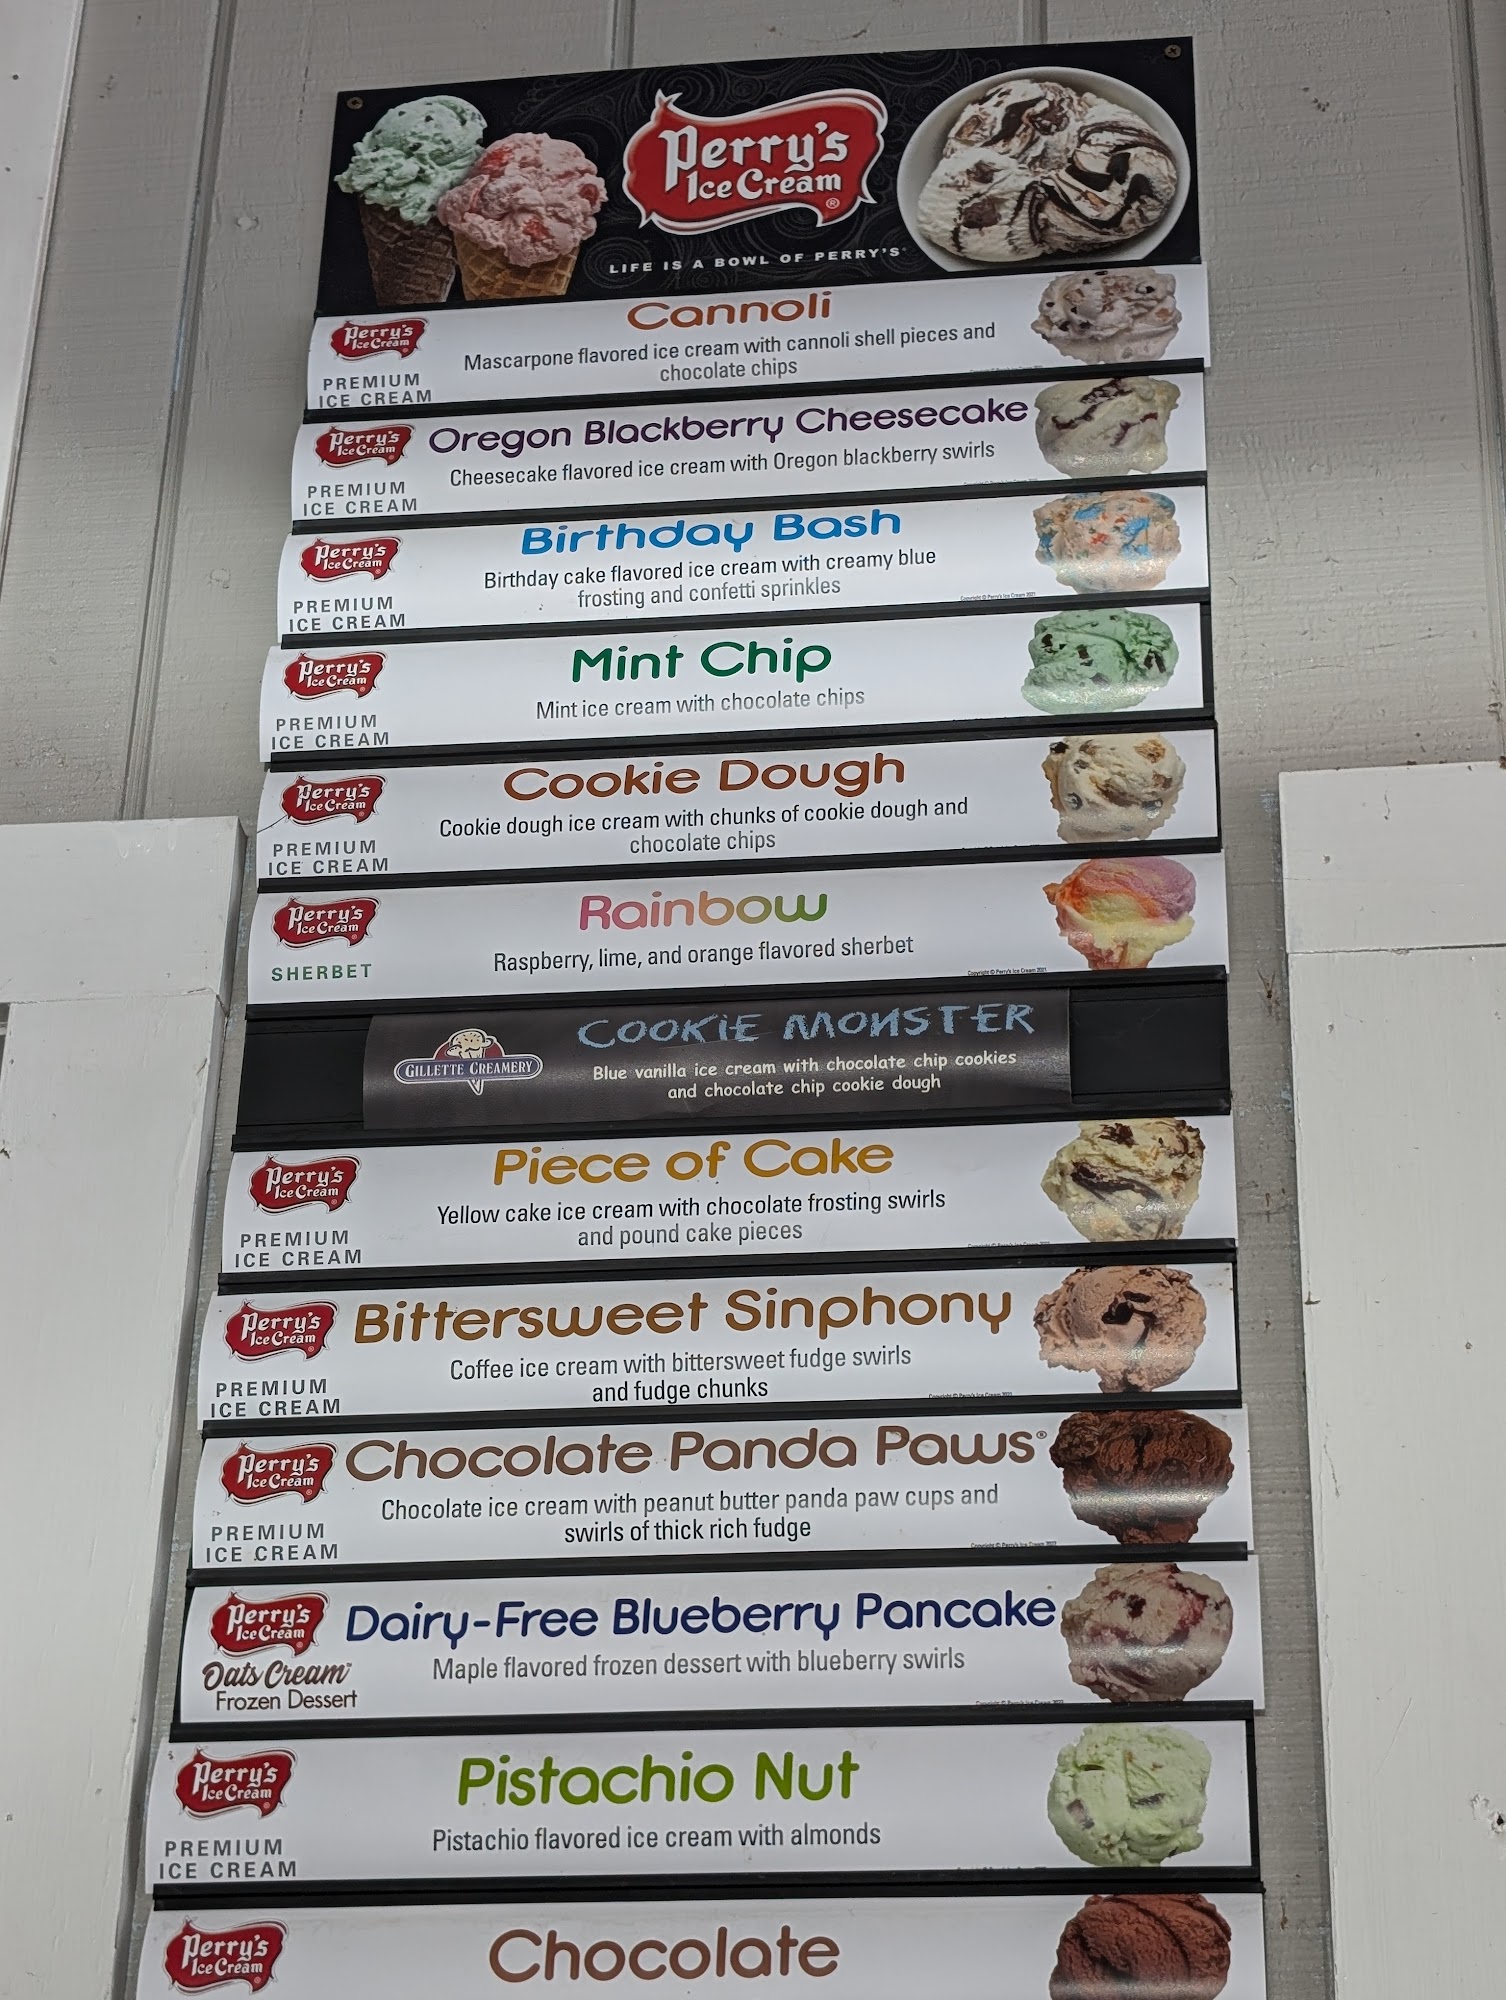 Perry's
Ice Cream
LIFE IS A BOWL OF PERRY'S
Perry's
Ice Cream
PREMIUM
ICE CREAM
Cannoli
Mascarpone flavored ice cream with cannoli shell pieces and
chocolate chips
Perry's
Ice Cream
PREMIUM
ICE CREAM
Oregon Blackberry Cheesecake
Cheesecake flavored ice cream with Oregon blackberry swirls
Perry's
Ice Cream
PREMIUM
ICE CREAM
Birthday Bash
Birthday cake flavored ice cream with creamy blue
frosting and confetti sprinkles
Copyright © Perry's Ice Cream 2021
Perry's
Ice Cream
PREMIUM
ICE CREAM
Mint Chip
Mint ice cream with chocolate chips
Perry's
Ice Cream
PREMIUM
ICE CREAM
Cookie Dough
Cookie dough ice cream with chunks of cookie dough and
chocolate chips
Perry's
Ice Cream
SHERBET
Rainbow
Raspberry, lime, and orange flavored sherbet
Copyright © Perry's Ice Cream 2021
GILLETTE CREAMERY
COOKIE MONSTER
Blue vanilla ice cream with chocolate chip cookies
and chocolate chip cookie dough
Perry's
Ice Cream
PREMIUM
ICE CREAM
Piece of Cake
Yellow cake ice cream with chocolate frosting swirls
and pound cake pieces
Perry's
Ice Cream
PREMIUM
ICE CREAM
Bittersweet Sinphony
Coffee ice cream with bittersweet fudge swirls
and fudge chunks
Perry's
Ice Cream
PREMIUM
ICE CREAM
Chocolate Panda Paws®
Chocolate ice cream with peanut butter panda paw cups and
swirls of thick rich fudge
Perry's
Ice Cream
Oats Cream™
Frozen Dessert
Dairy-Free Blueberry Pancake
Maple flavored frozen dessert with blueberry swirls
Perry's
Ice Cream
PREMIUM
ICE CREAM
Pistachio Nut
Pistachio flavored ice cream with almonds
Perry's
Ice Cream
Chocolate